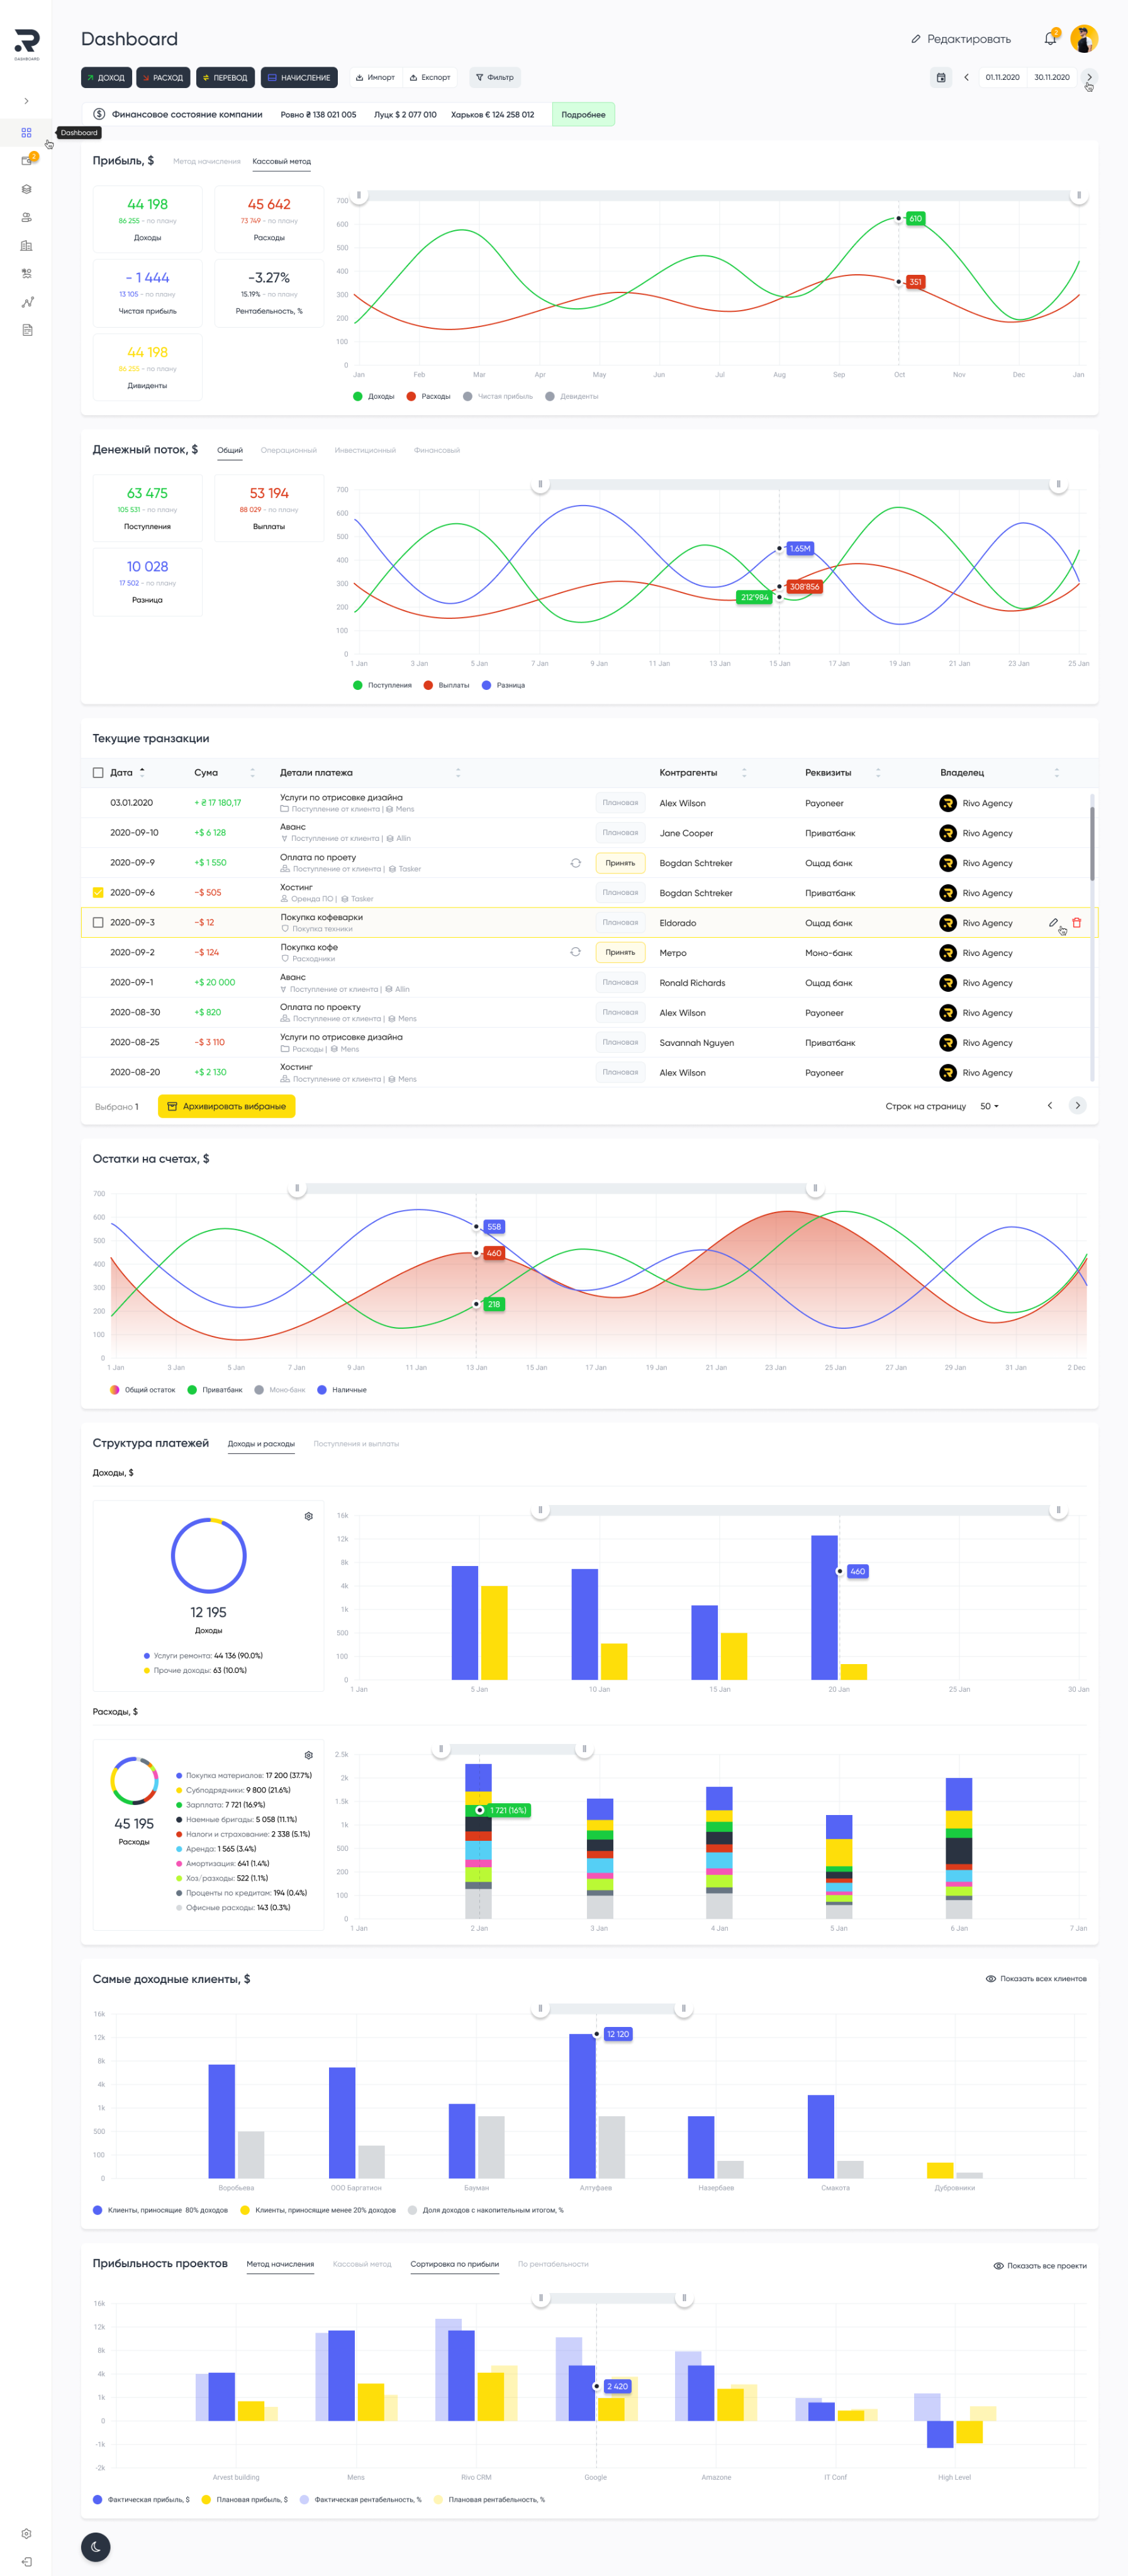 Dashboard
Редактировать
2
DASHBOARD
ДОХОД РАСХОД ПЕРЕВОД НАЧИСЛЕНИЕ Импорт Експорт Фильтр 01.11.2020 30.11.2020
Финансовое состояние компании Ровно ₴ 138 021 005 Луцк $ 2 077 010 Харьков € 124 258 012 Подробнее
Dashboard
2
Прибыль, $ Метод начисления Кассовый метод
44 198
86 255 - по плану
Доходы
45 642
73 749 - по плану
Расходы
- 1 444
13 105 - по плану
Чистая прибыль
-3.27%
15.19% - по плану
Рентабельность, %
44 198
86 255 - по плану
Дивиденты
700
600
500
400
300
200
100
0
610
351
Jan Feb Mar Apr May Jun Jul Aug Sep Oct Nov Dec Jan
Доходы Расходы Чистая прибыль Девиденты
Денежный поток, $ Общий Операционный Инвестиционный Финансовый
63 475
105 531 - по плану
Поступления
53 194
88 029 - по плану
Выплаты
10 028
17 502 - по плану
Разница
700
600
500
400
300
200
100
0
1.65M
308'856
212'984
1 Jan 3 Jan 5 Jan 7 Jan 9 Jan 11 Jan 13 Jan 15 Jan 17 Jan 19 Jan 21 Jan 23 Jan 25 Jan
Поступления Выплаты Разница
Текущие транзакции
Дата Сума Детали платежа Контрагенты Реквизиты Владелец
03.01.2020 + ₴ 17 180,17 Услуги по отрисовке дизайна Плановая Alex Wilson Payoneer Rivo Agency
Поступление от клиента | Mens
2020-09-10 +$ 6 128 Аванс Плановая Jane Cooper Приватбанк Rivo Agency
Поступление от клиента | Allin
2020-09-9 +$ 1 550 Оплата по проету Принять Bogdan Schtreker Ощад банк Rivo Agency
Поступление от клиента | Tasker
2020-09-6 -$ 505 Хостинг Плановая Bogdan Schtreker Приватбанк Rivo Agency
Оренда ПО | Tasker
2020-09-3 -$ 12 Покупка кофеварки Плановая Eldorado Ощад банк Rivo Agency
Покупка техники
2020-09-2 -$ 124 Покупка кофе Принять Метро Моно-банк Rivo Agency
Расходники
2020-09-1 +$ 20 000 Аванс Плановая Ronald Richards Ощад банк Rivo Agency
Поступление от клиента | Allin
2020-08-30 +$ 820 Оплата по проекту Плановая Alex Wilson Payoneer Rivo Agency
Поступление от клиента | Mens
2020-08-25 -$ 3 110 Услуги по отрисовке дизайна Плановая Savannah Nguyen Приватбанк Rivo Agency
Расходы | Mens
2020-08-20 +$ 2 130 Хостинг Плановая Alex Wilson Payoneer Rivo Agency
Поступление от клиента | Mens
Выбрано 1 Архивировать вибраные Строк на страницу 50
Остатки на счетах, $
700
600
500
400
300
200
100
0
558
460
218
1 Jan 3 Jan 5 Jan 7 Jan 9 Jan 11 Jan 13 Jan 15 Jan 17 Jan 19 Jan 21 Jan 23 Jan 25 Jan 27 Jan 29 Jan 31 Jan 2 Dec
Общий остаток Приватбанк Моно-банк Наличные
Структура платежей Доходы и расходы Поступления и выплаты
Доходы, $
12 195
Доходы
Услуги ремонта: 44 136 (90.0%)
Прочие доходы: 63 (10.0%)
16k
12k
8k
4k
1k
500
100
0
460
1 Jan 5 Jan 10 Jan 15 Jan 20 Jan 25 Jan 30 Jan
Расходы, $
45 195
Расходы
Покупка материалов: 17 200 (37.7%)
Субподрядчики: 9 800 (21.6%)
Зарплата: 7 721 (16.9%)
Наемные бригады: 5 058 (11.1%)
Налоги и страхование: 2 338 (5.1%)
Аренда: 1 565 (3.4%)
Амортизация: 641 (1.4%)
Хоз/расходы: 522 (1.1%)
Проценты по кредитам: 194 (0.4%)
Офисные расходы: 143 (0.3%)
2.5k
2k
1.5k
1k
500
200
100
0
1 721 (16%)
1 Jan 2 Jan 3 Jan 4 Jan 5 Jan 6 Jan 7 Jan
Самые доходные клиенты, $ Показать всех клиентов
16k
12k
8k
4k
1k
500
100
0
12 120
Воробьева ООО Баргатион Бауман Алтуфаев Назербаев Смакота Дубровники
Клиенты, приносящие 80% доходов Клиенты, приносящие менее 20% доходов Доля доходов с накопительным итогом, %
Прибыльность проектов Метод начисления Кассовый метод Сортировка по прибыли По рентабельности Показать все проекти
16k
12k
8k
4k
1k
0
-1k
-2k
2 420
Arvest building Mens Rivo CRM Google Amazone IT Conf High Level
Фактическая прибыль, $ Плановая прибыль, $ Фактическая рентабельность, % Плановая рентабельность, %